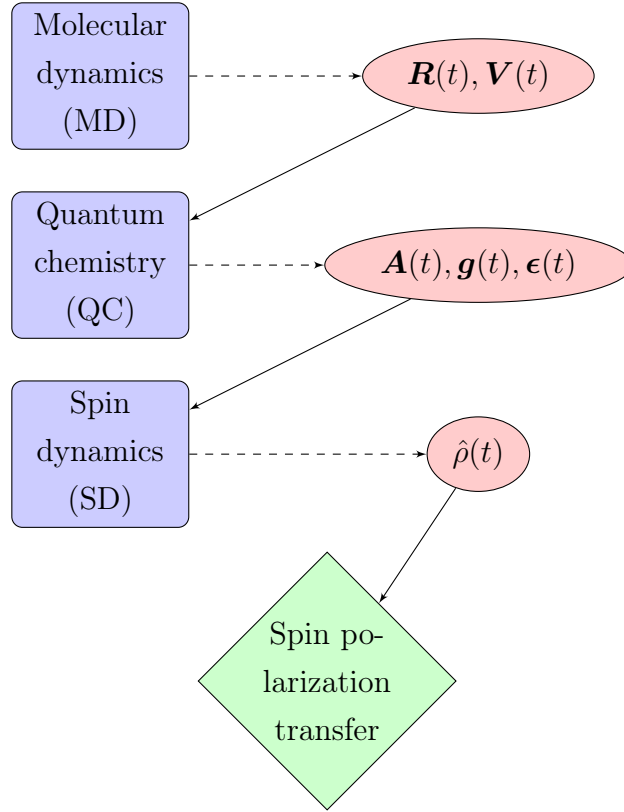 Molecular
dynamics
(MD)
R(t), V(t)
Quantum
chemistry
(QC)
A(t), g(t), ϵ(t)
Spin
dynamics
(SD)
ρ̂(t)
Spin po-
larization
transfer